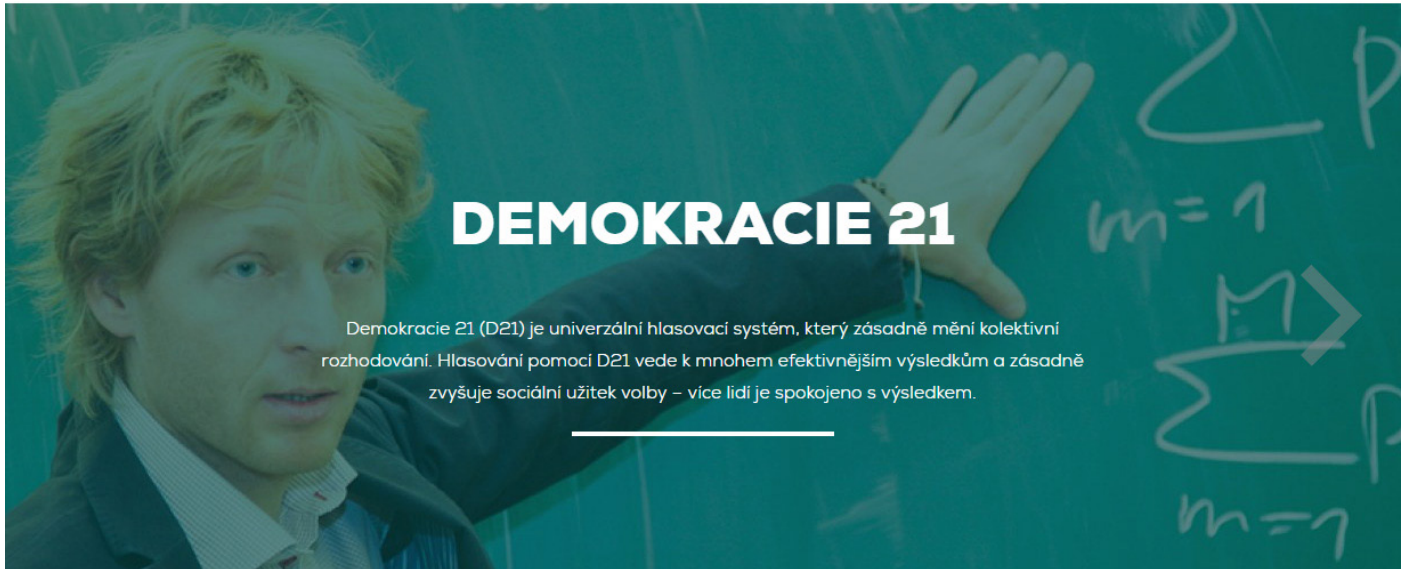 DEMOKRACIE 21
Demokracie 21 (D21) je univerzální hlasovací systém, který zásadně mění kolektivní
rozhodování. Hlasování pomocí D21 vede k mnohem efektivnějším výsledkům a zásadně
zvyšuje sociální užitek volby – více lidí je spokojeno s výsledkem.
∑ P
m=1
M
∑ P
m=1